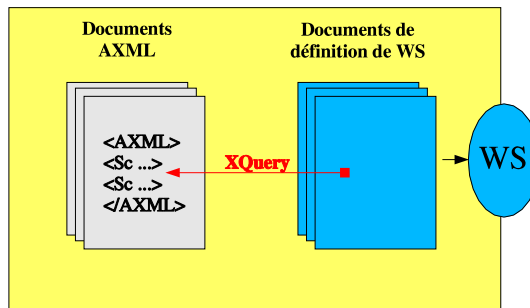 Documents
AXML
Documents de
définition de WS
<AXML>
<Sc ...>
<Sc ...>
</AXML>
XQuery
WS